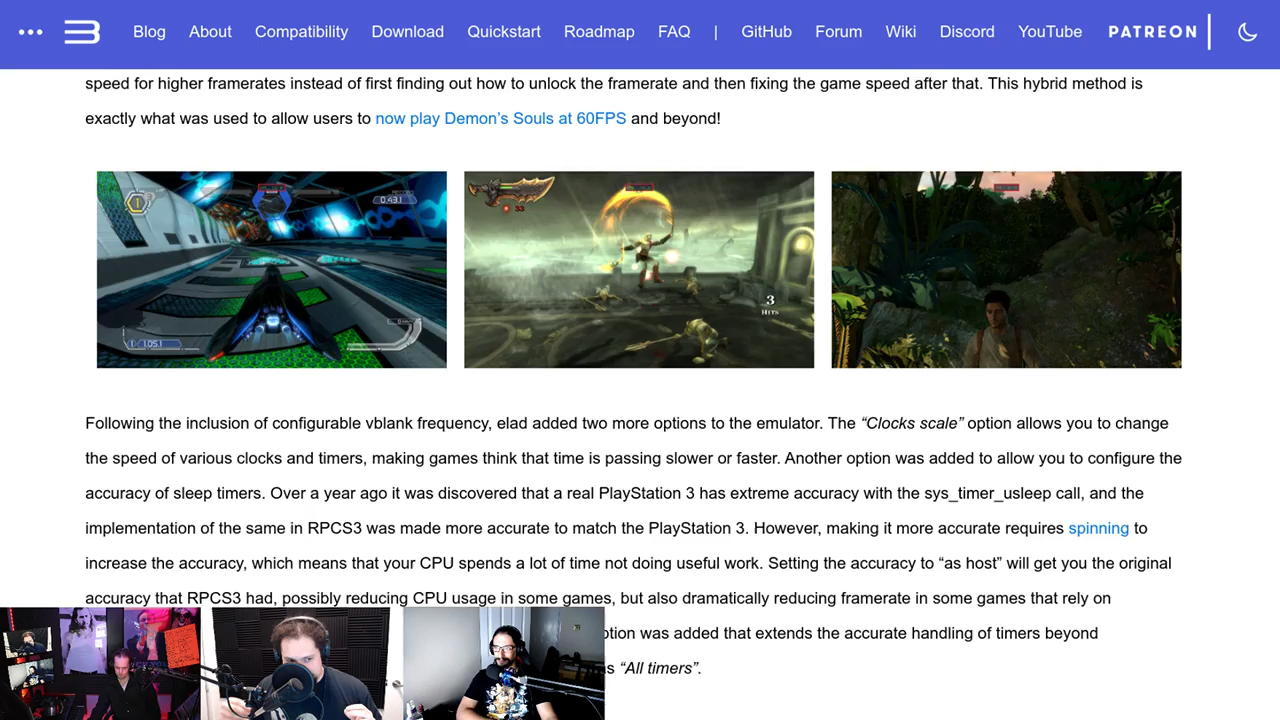 Blog About Compatibility Download Quickstart Roadmap FAQ | GitHub Forum Wiki Discord YouTube PATREON
speed for higher framerates instead of first finding out how to unlock the framerate and then fixing the game speed after that. This hybrid method is
exactly what was used to allow users to now play Demon’s Souls at 60FPS and beyond!
1
0.43.1
1 1.05.1
33
3
HITS
Following the inclusion of configurable vblank frequency, elad added two more options to the emulator. The “Clocks scale” option allows you to change
the speed of various clocks and timers, making games think that time is passing slower or faster. Another option was added to allow you to configure the
accuracy of sleep timers. Over a year ago it was discovered that a real PlayStation 3 has extreme accuracy with the sys_timer_usleep call, and the
implementation of the same in RPCS3 was made more accurate to match the PlayStation 3. However, making it more accurate requires spinning to
increase the accuracy, which means that your CPU spends a lot of time not doing useful work. Setting the accuracy to “as host” will get you the original
accuracy that RPCS3 had, possibly reducing CPU usage in some games, but also dramatically reducing framerate in some games that rely on
was added that extends the accurate handling of timers beyond
“All timers”.